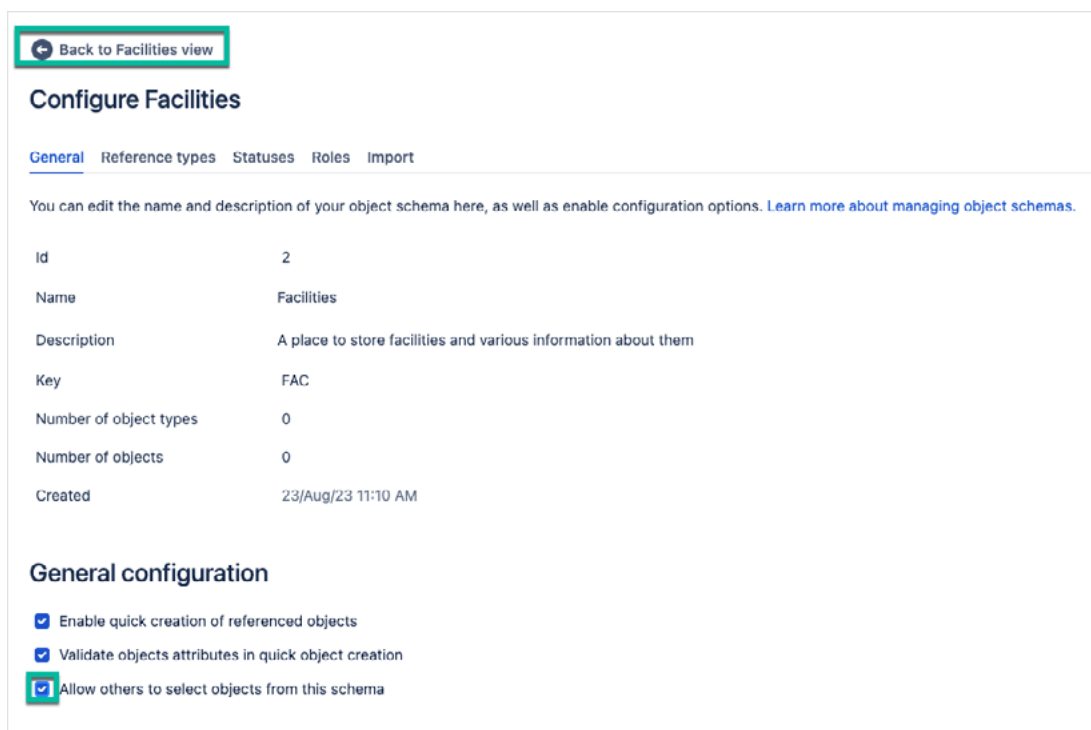 Back to Facilities view
Configure Facilities
General Reference types Statuses Roles Import
You can edit the name and description of your object schema here, as well as enable configuration options. Learn more about managing object schemas.
Id 2
Name Facilities
Description A place to store facilities and various information about them
Key FAC
Number of object types 0
Number of objects 0
Created 23/Aug/23 11:10 AM
General configuration
Enable quick creation of referenced objects
Validate objects attributes in quick object creation
Allow others to select objects from this schema